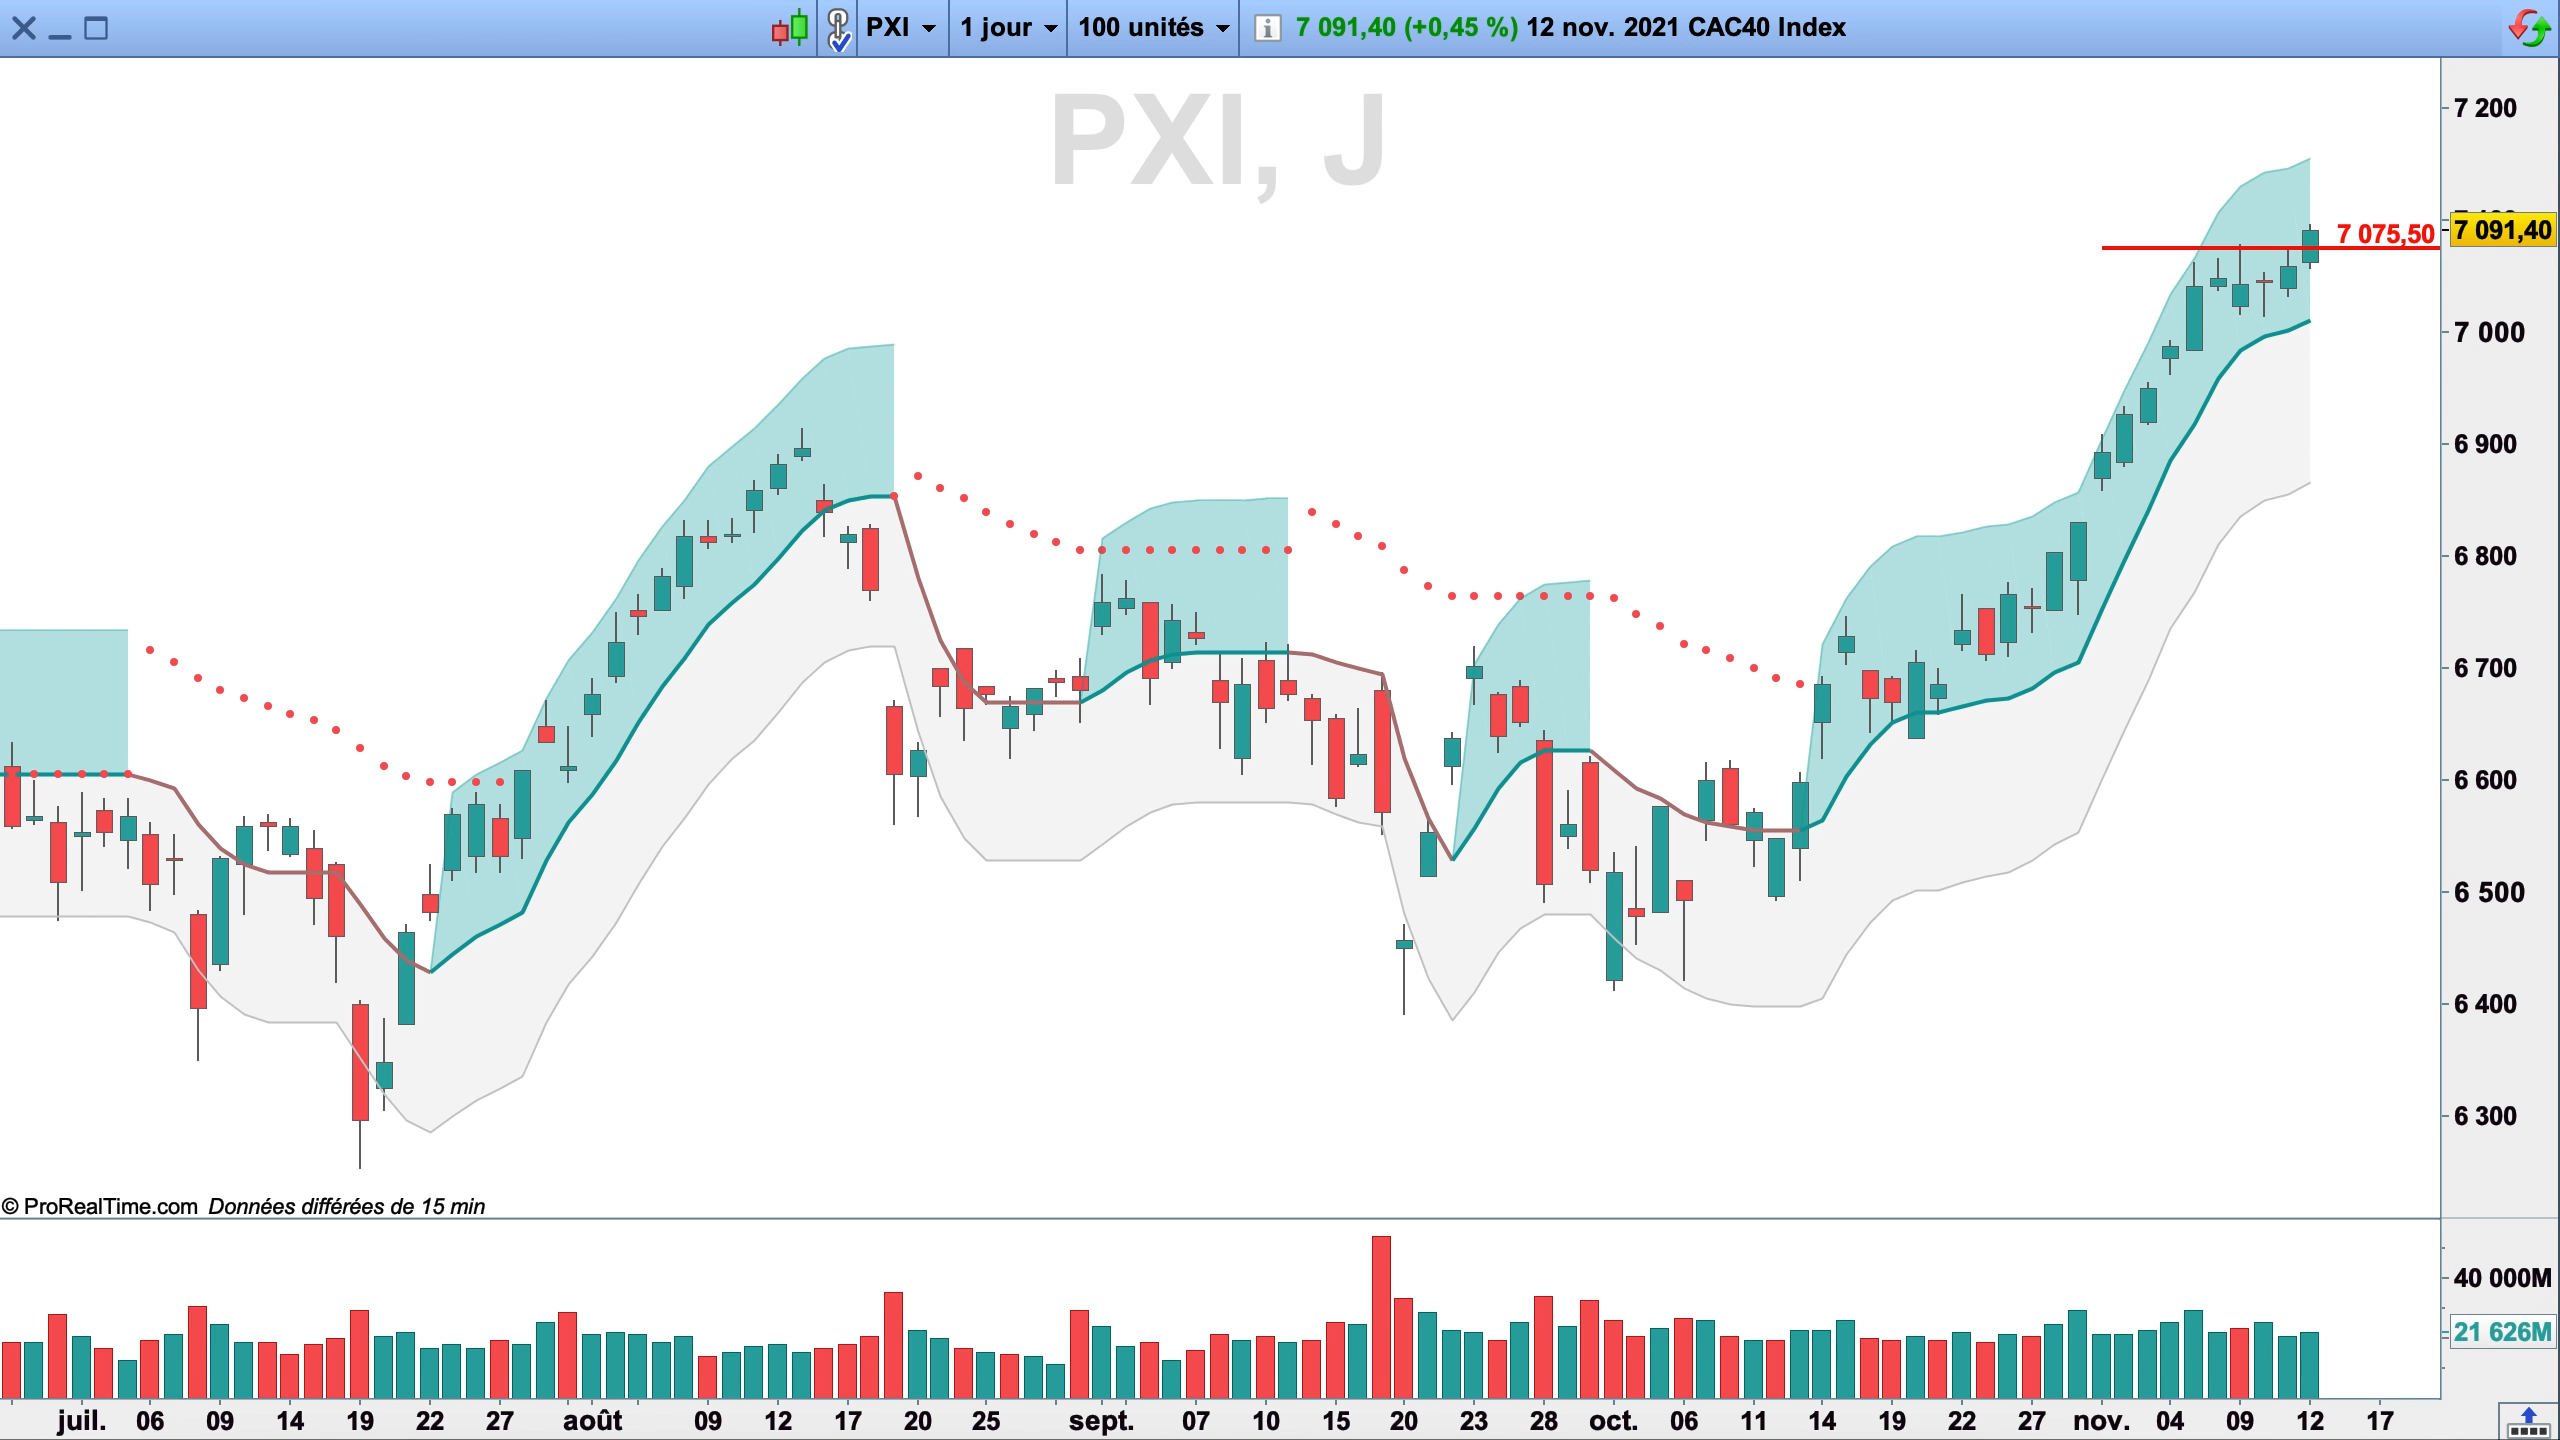 PXI 1 jour 100 unités 7 091,40 (+0,45 %) 12 nov. 2021 CAC40 Index
PXI, J
7 200
7 091,40
7 075,50
7 000
6 900
6 800
6 700
6 600
6 500
6 400
6 300
© ProRealTime.com Données différées de 15 min
40 000M
21 626M
juil. 06 09 14 19 22 27 août 09 12 17 20 25 sept. 07 10 15 20 23 28 oct. 06 11 14 19 22 27 nov. 04 09 12 17